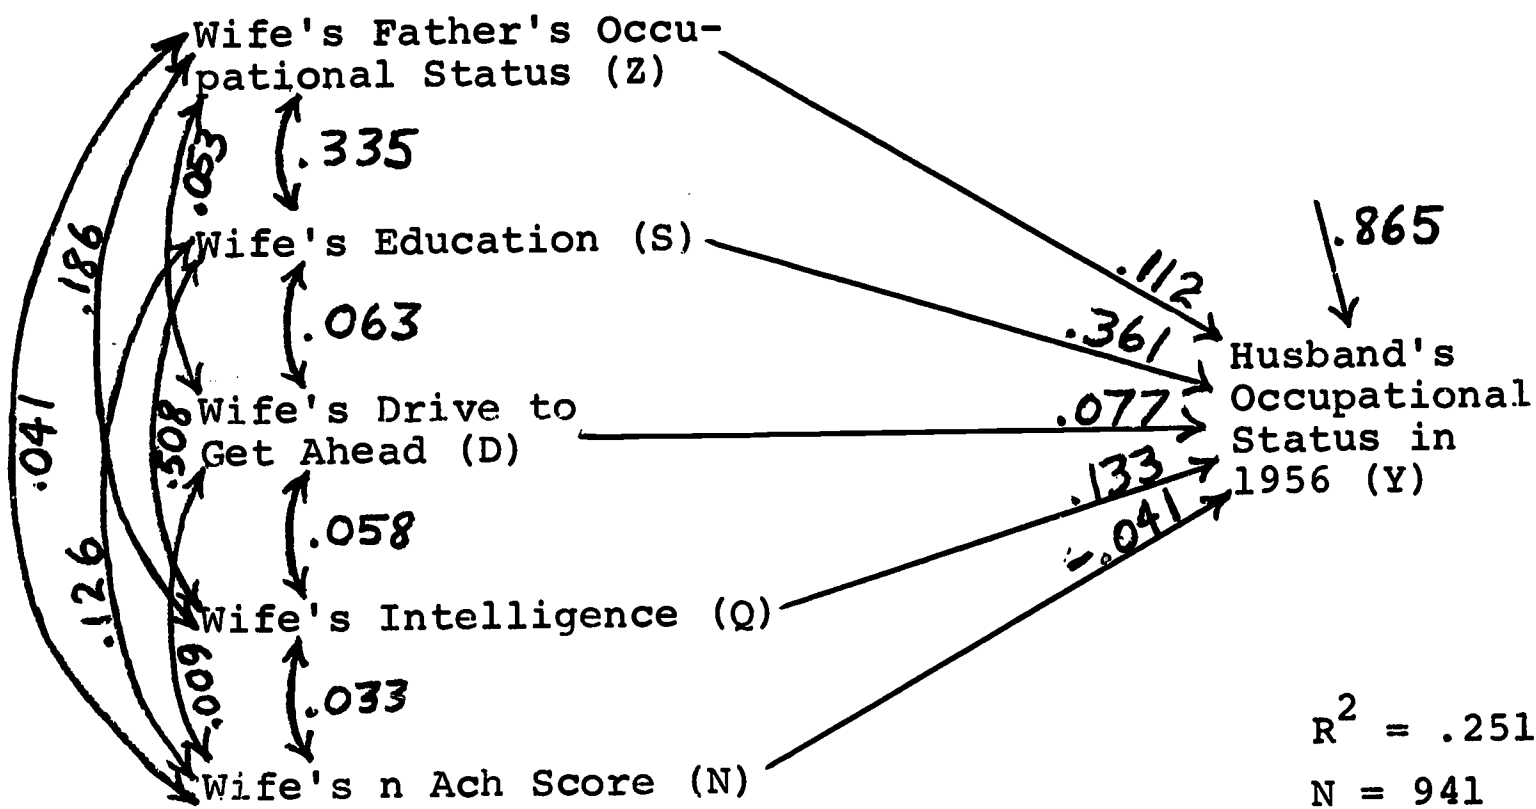 Wife's Father's Occu-
pational Status (Z)
.053
.335
.186
Wife's Education (S)
.865
.112
.063
.361
Husband's
Occupational
Status in
1956 (Y)
.041
.508
Wife's Drive to
Get Ahead (D)
.077
.133
-.041
.058
.126
Wife's Intelligence (Q)
.009
.033
Wife's n Ach Score (N)
R² = .251
N = 941